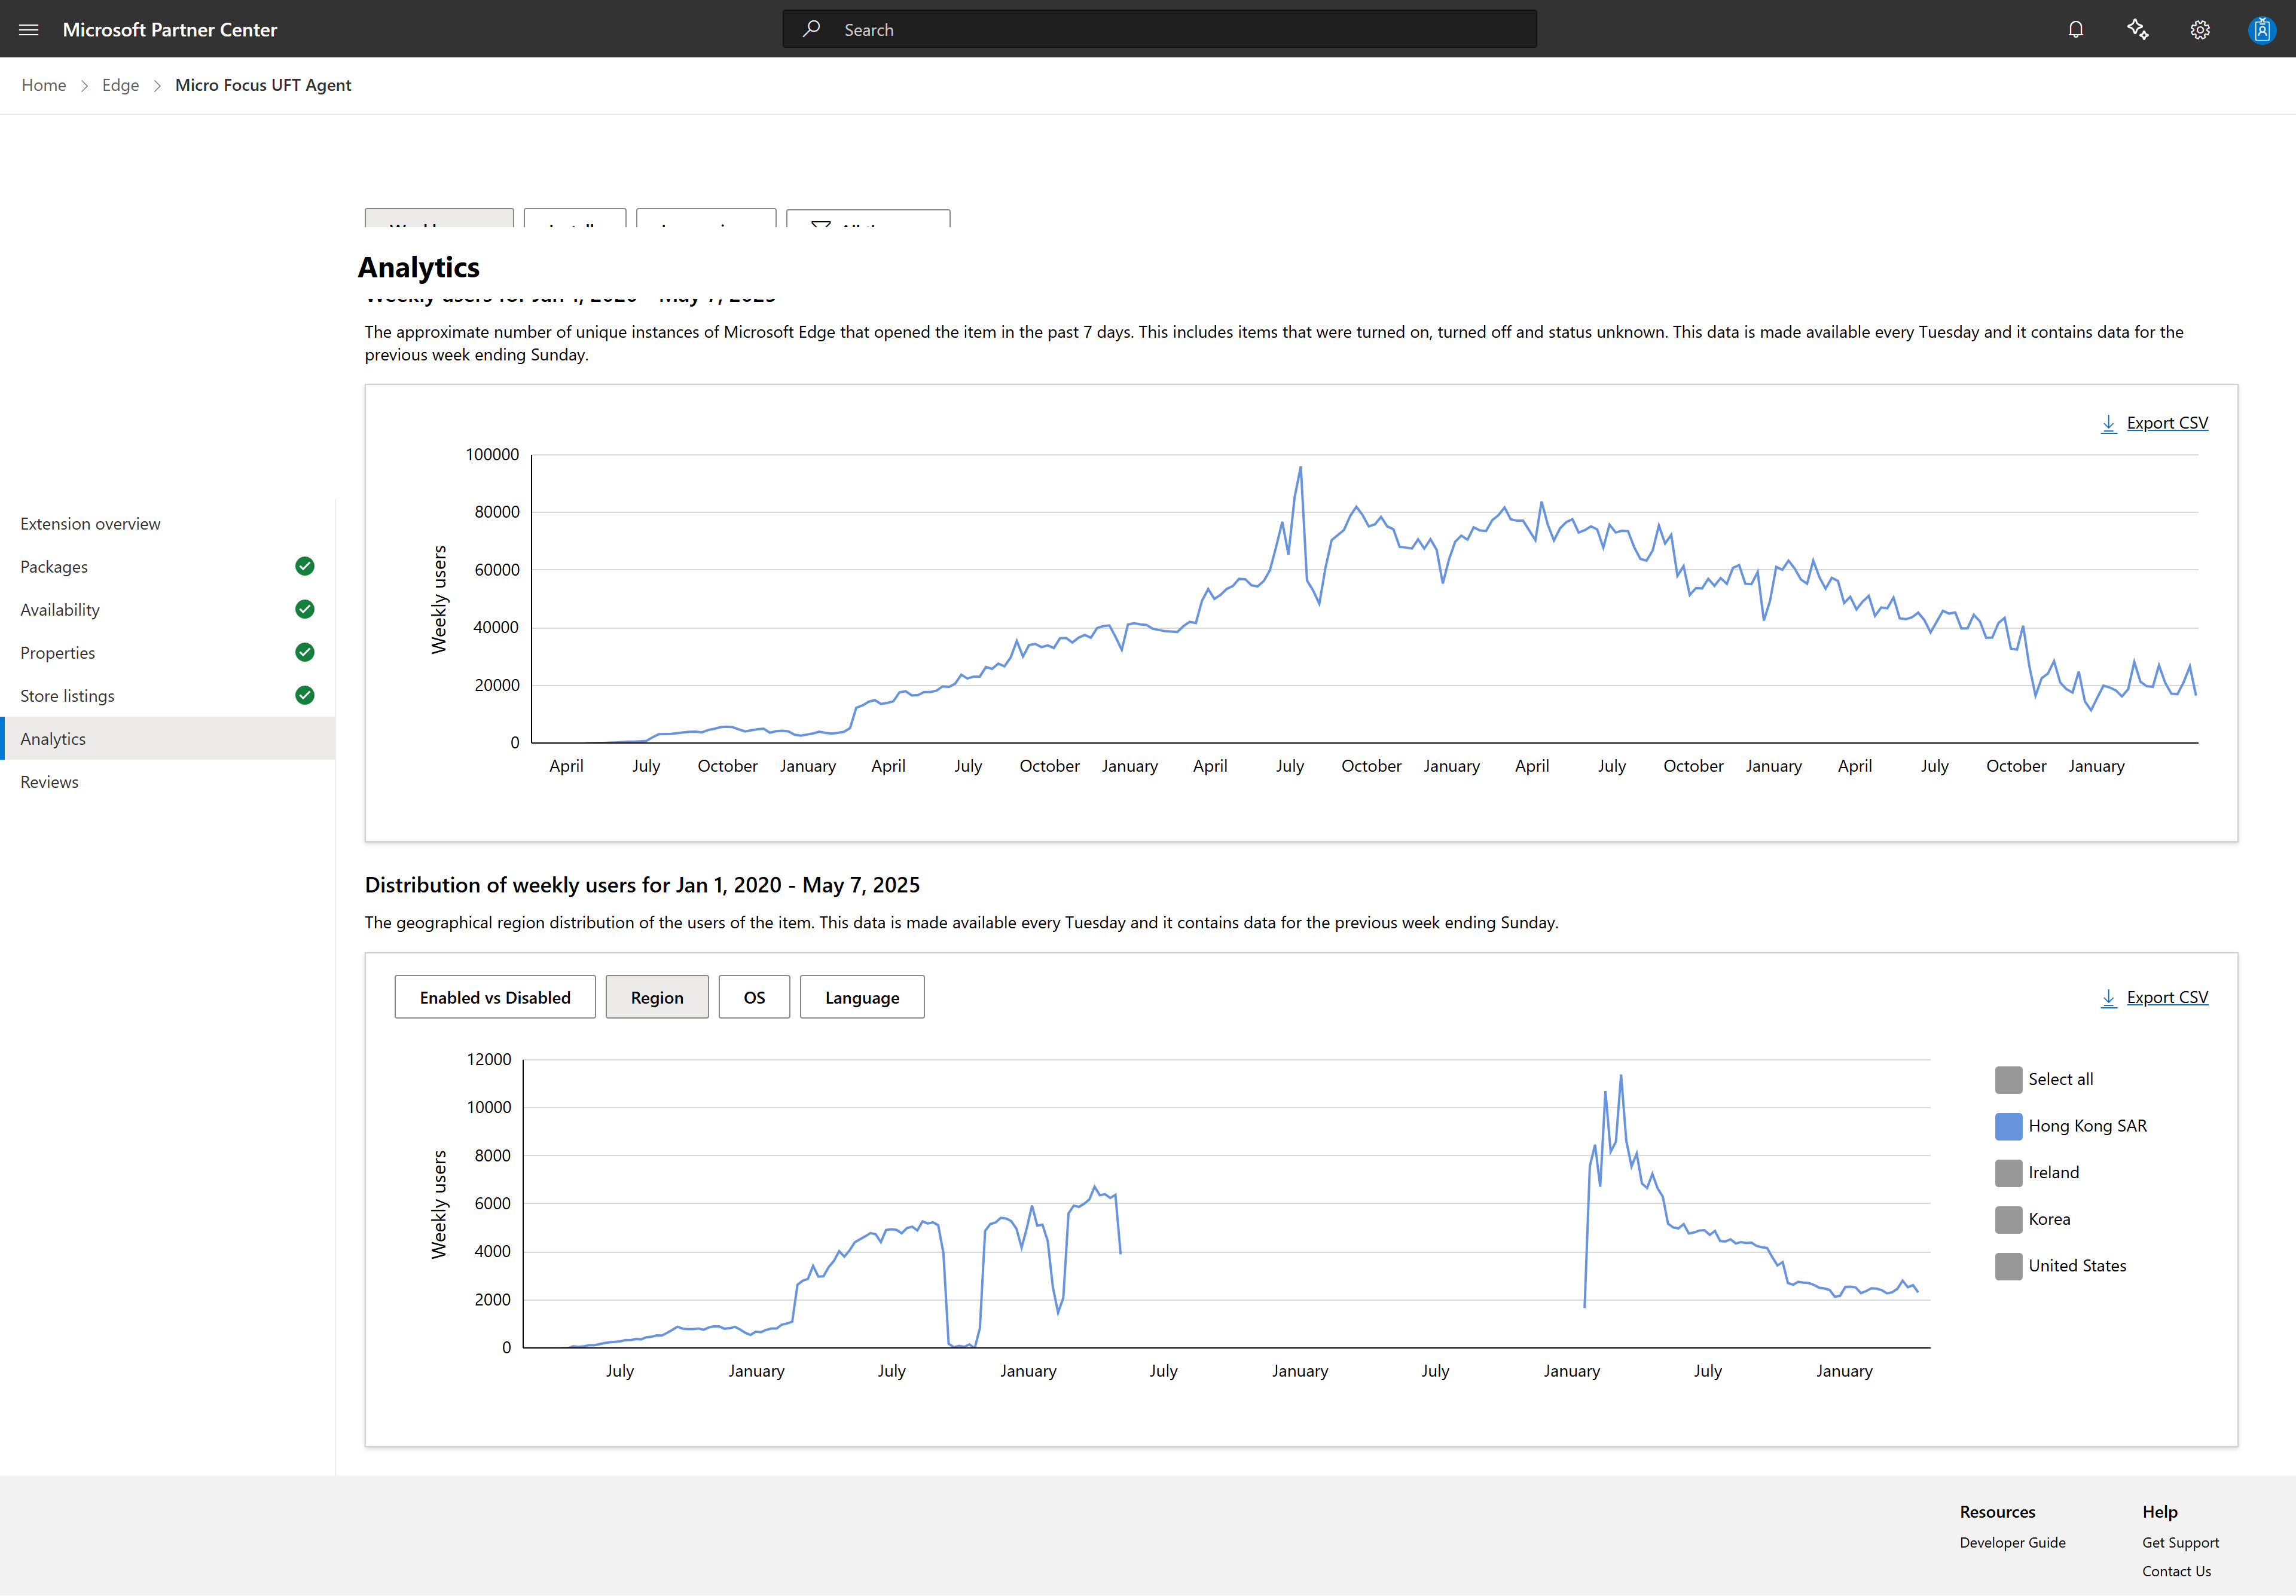 Microsoft Partner Center
Search
Home > Edge > Micro Focus UFT Agent
Analytics
Weekly users for Jan 1, 2020 - May 7, 2025
The approximate number of unique instances of Microsoft Edge that opened the item in the past 7 days. This includes items that were turned on, turned off and status unknown. This data is made available every Tuesday and it contains data for the
previous week ending Sunday.
Export CSV
Weekly users
100000
80000
60000
40000
20000
0
April July October January April July October January April July October January April July October January April July October January
Extension overview
Packages
Availability
Properties
Store listings
Analytics
Reviews
Distribution of weekly users for Jan 1, 2020 - May 7, 2025
The geographical region distribution of the users of the item. This data is made available every Tuesday and it contains data for the previous week ending Sunday.
Enabled vs Disabled Region OS Language
Export CSV
Weekly users
12000
10000
8000
6000
4000
2000
0
July January July January July January July January July January
Select all
Hong Kong SAR
Ireland
Korea
United States
Resources
Developer Guide
Help
Get Support
Contact Us